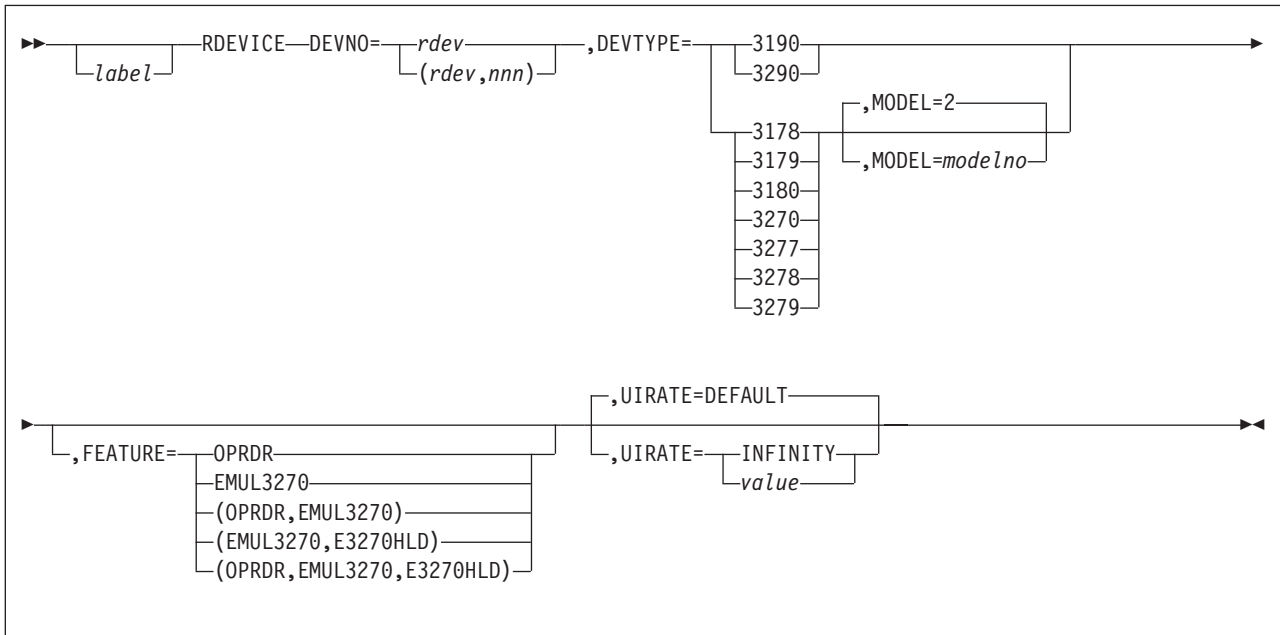 RDEVICE DEVNO= rdev ,DEVTYPE= 3190
label (rdev,nnn) 3290
,MODEL=2
3178
3179 ,MODEL=modelno
3180
3270
3277
3278
3279
,UIRATE=DEFAULT
,FEATURE= OPRDR ,UIRATE= INFINITY
EMUL3270 value
(OPRDR,EMUL3270)
(EMUL3270,E3270HLD)
(OPRDR,EMUL3270,E3270HLD)